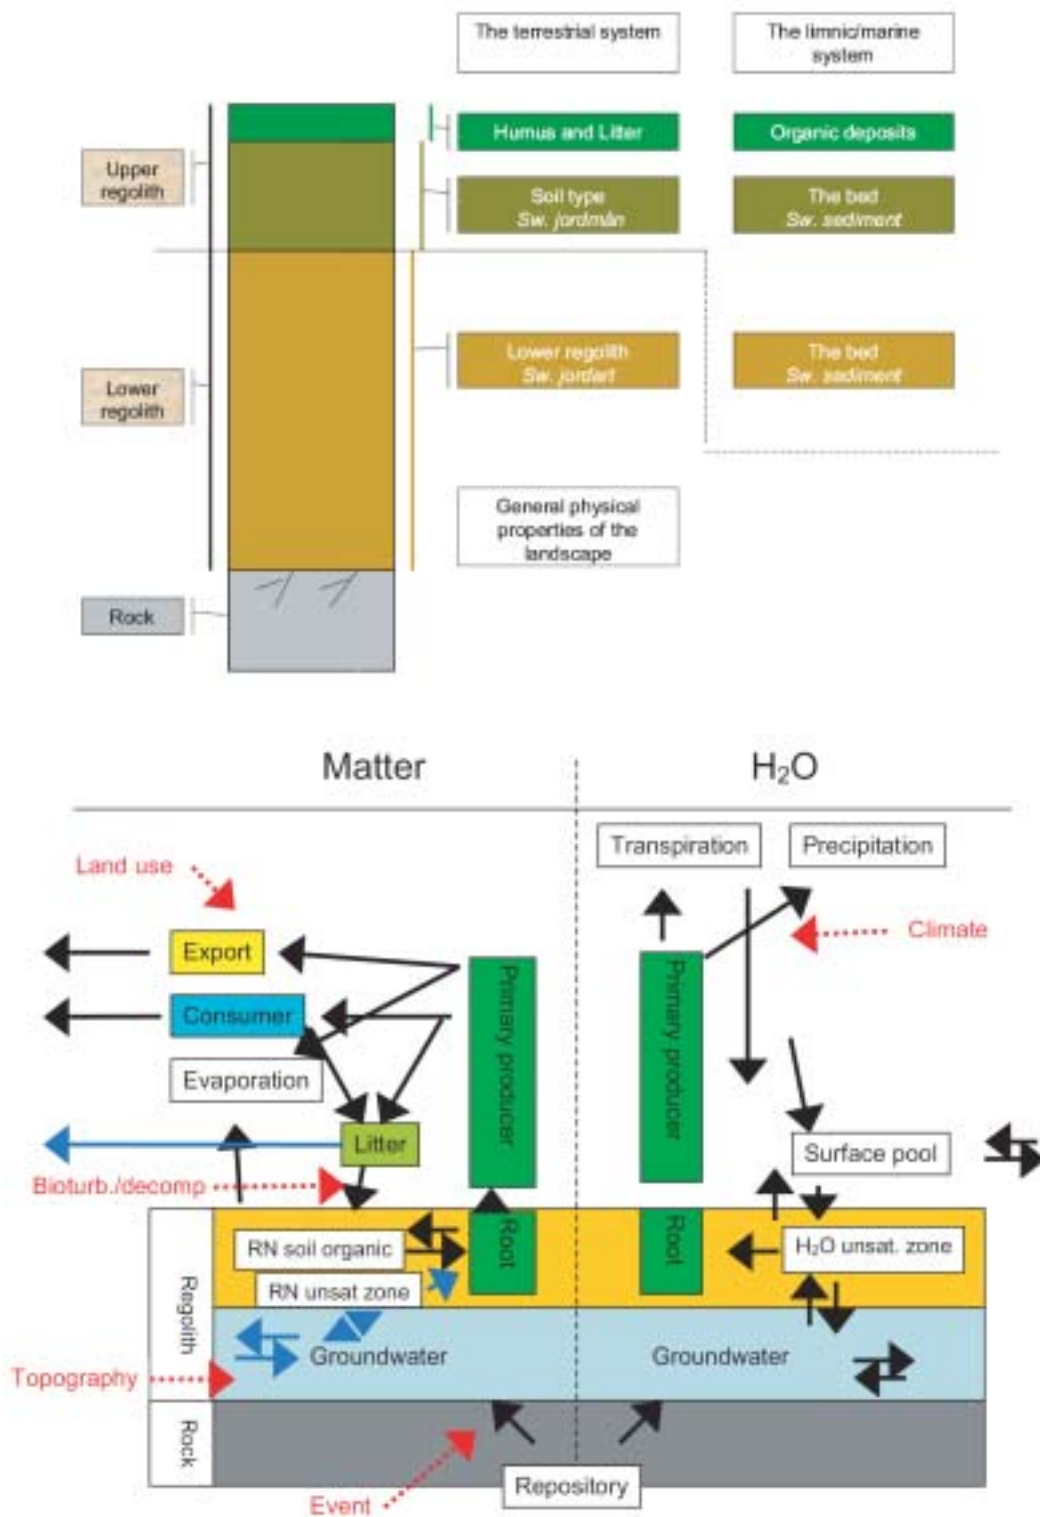 The terrestrial system
The limnic/marine
system
Humus and Litter
Organic deposits
Upper
regolith
Soil type
Sw. jordmån
The bed
Sw. sediment
Lower
regolith
Lower regolith
Sw. jordart
The bed
Sw. sediment
General physical
properties of the
landscape
Rock
Matter
H₂O
Transpiration
Precipitation
Land use
Climate
Export
Consumer
Evaporation
Primary producer
Primary producer
Litter
Surface pool
Bioturb./decomp
RN soil organic
Root
Root
H₂O unsat. zone
RN unsat zone
Regolith
Groundwater
Groundwater
Topography
Rock
Repository
Event